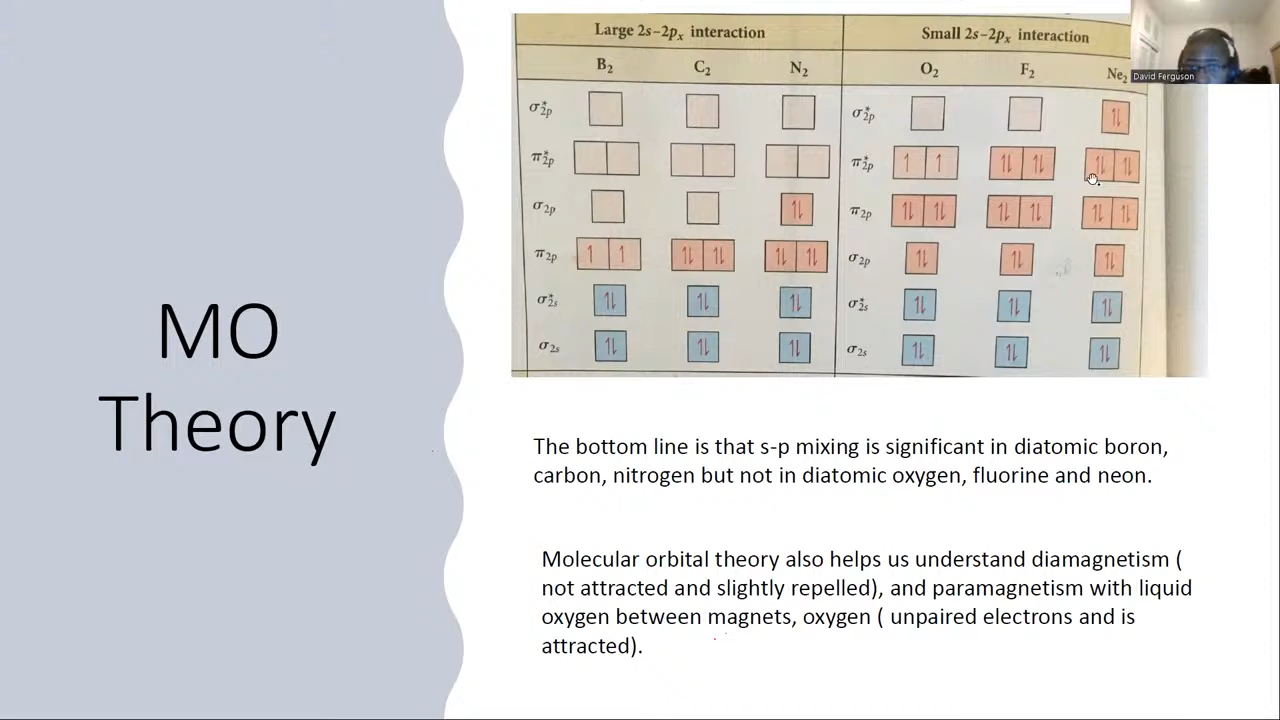 MO
Theory
Large 2s–2pₓ interaction
Small 2s–2pₓ interaction
B₂ C₂ N₂
O₂ F₂ Ne₂
David Ferguson
σ*₂ₚ
π*₂ₚ
σ₂ₚ
π₂ₚ
σ*₂ₛ
σ₂ₛ
σ*₂ₚ
π*₂ₚ
π₂ₚ
σ₂ₚ
σ*₂ₛ
σ₂ₛ
The bottom line is that s-p mixing is significant in diatomic boron,
carbon, nitrogen but not in diatomic oxygen, fluorine and neon.
Molecular orbital theory also helps us understand diamagnetism (
not attracted and slightly repelled), and paramagnetism with liquid
oxygen between magnets, oxygen ( unpaired electrons and is
attracted).